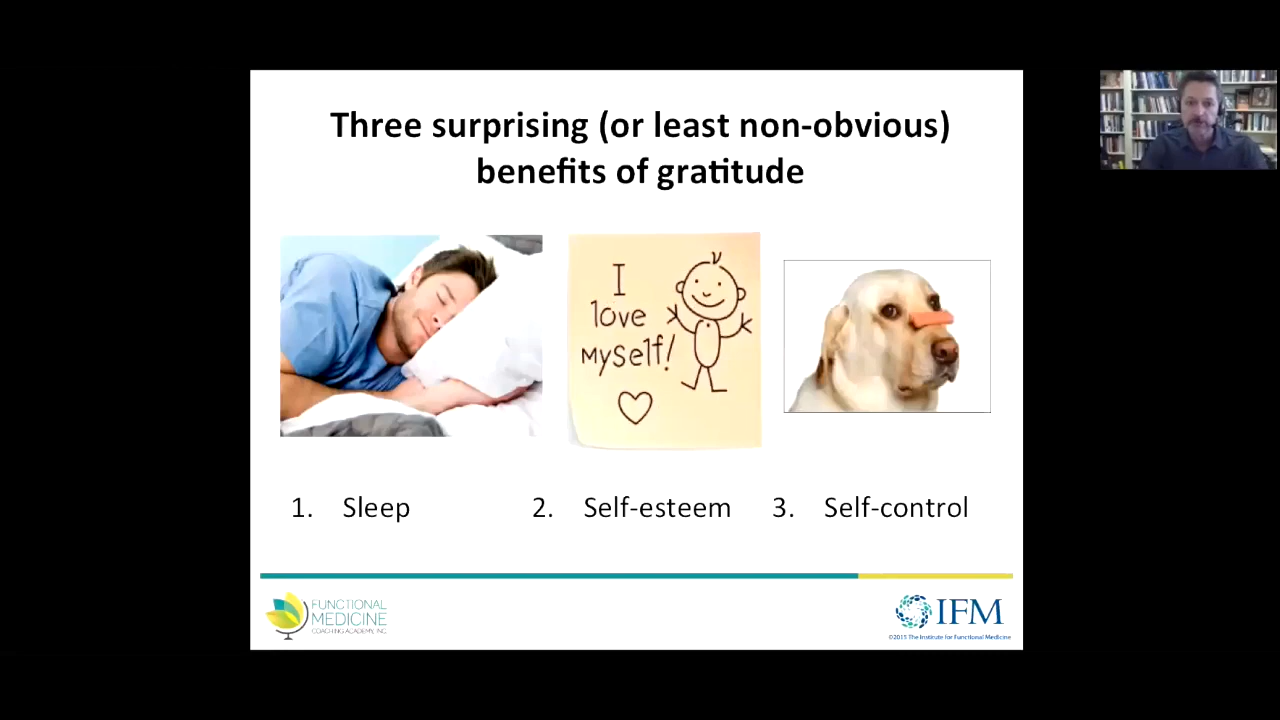 Three surprising (or least non-obvious)
benefits of gratitude
I
love
myself!
1. Sleep
2. Self-esteem
3. Self-control
FUNCTIONAL
MEDICINE
COACHING ACADEMY, INC
IFM
©2015 The Institute for Functional Medicine